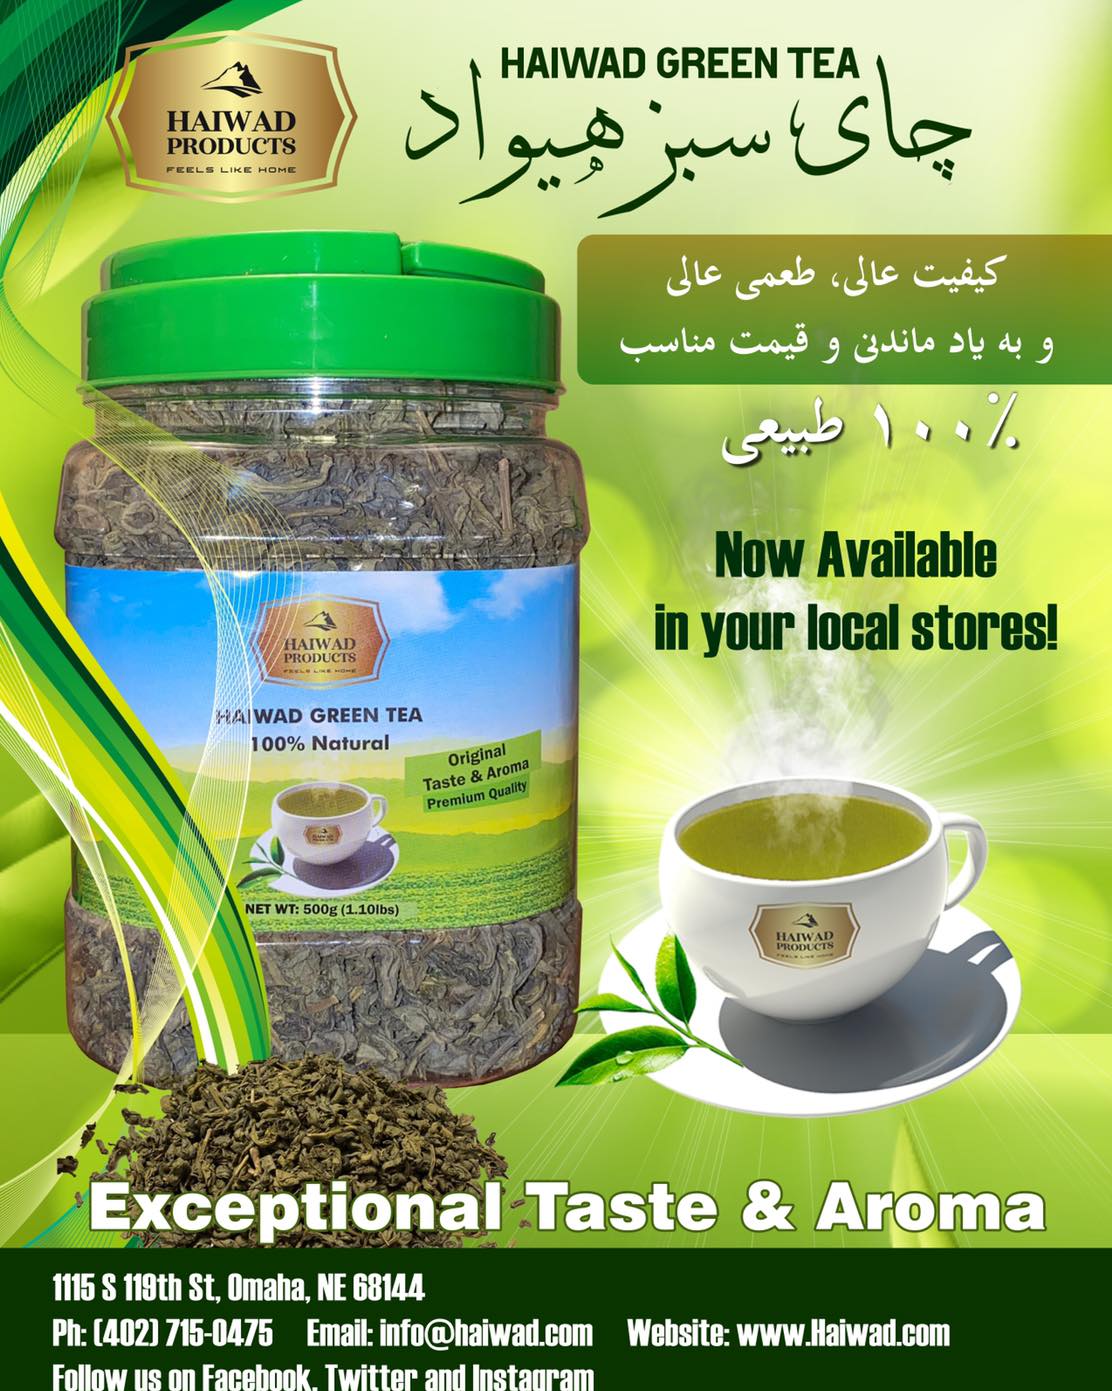 HAIWAD
PRODUCTS
FEELS LIKE HOME
HAIWAD GREEN TEA
چای سبز هیواد
کیفیت عالی، طعمی عالی
و به یاد ماندنی و قیمت مناسب
۱۰۰٪ طبیعی
Now Available
in your local stores!
HAIWAD
PRODUCTS
FEELS LIKE HOME
HAIWAD GREEN TEA
100% Natural
Original
Taste & Aroma
Premium Quality
NET WT: 500g (1.10lbs)
HAIWAD
PRODUCTS
FEELS LIKE HOME
Exceptional Taste & Aroma
1115 S 119th St, Omaha, NE 68144
Ph: (402) 715-0475 Email: info@haiwad.com Website: www.Haiwad.com
Follow us on Facebook, Twitter and Instagram